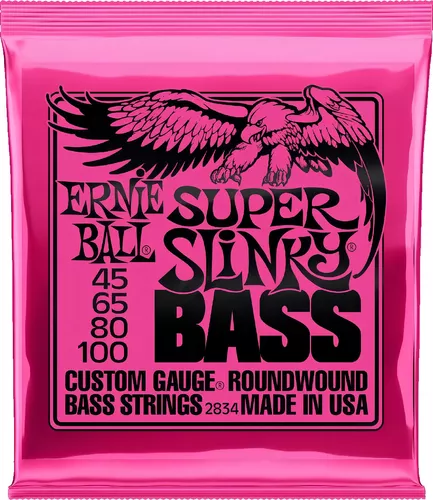 ERNIE
BALL®
SUPER
SLINKY®
BASS
45
65
80
100
CUSTOM GAUGE® ROUNDWOUND
BASS STRINGS 2834 MADE IN USA